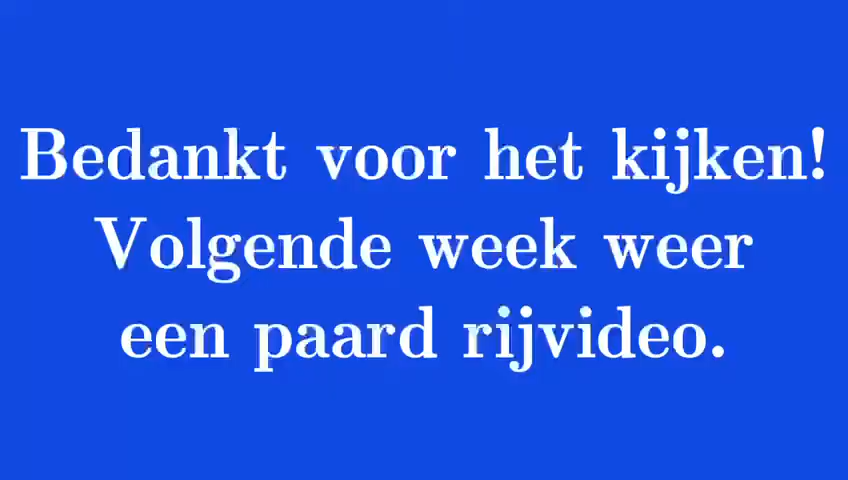 Bedankt voor het kijken!
Volgende week weer
een paard rijvideo.